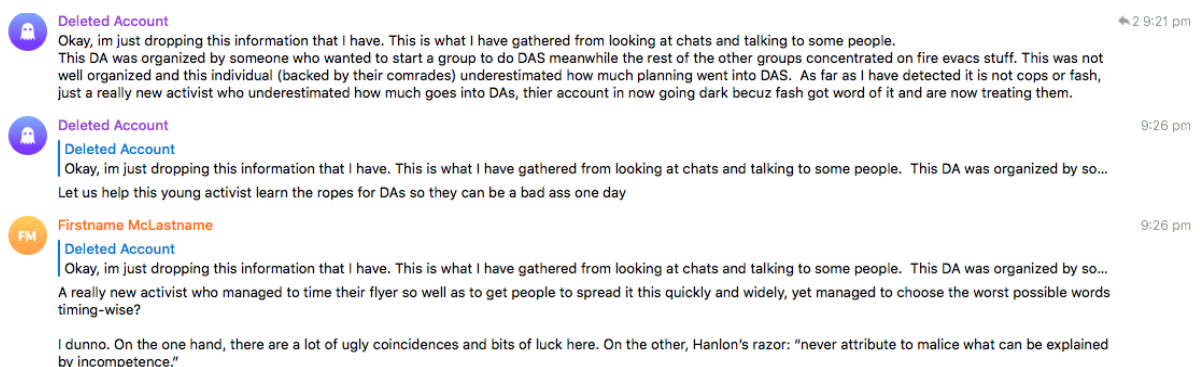 Deleted Account
2 9:21 pm
Okay, im just dropping this information that I have. This is what I have gathered from looking at chats and talking to some people.
This DA was organized by someone who wanted to start a group to do DAS meanwhile the rest of the other groups concentrated on fire evacs stuff. This was not
well organized and this individual (backed by their comrades) underestimated how much planning went into DAS.  As far as I have detected it is not cops or fash,
just a really new activist who underestimated how much goes into DAs, thier account in now going dark becuz fash got word of it and are now treating them.
Deleted Account
9:26 pm
Deleted Account
Okay, im just dropping this information that I have. This is what I have gathered from looking at chats and talking to some people.  This DA was organized by so...
Let us help this young activist learn the ropes for DAs so they can be a bad ass one day
FM
Firstname McLastname
9:26 pm
Deleted Account
Okay, im just dropping this information that I have. This is what I have gathered from looking at chats and talking to some people.  This DA was organized by so...
A really new activist who managed to time their flyer so well as to get people to spread it this quickly and widely, yet managed to choose the worst possible words
timing-wise?
I dunno. On the one hand, there are a lot of ugly coincidences and bits of luck here. On the other, Hanlon's razor: “never attribute to malice what can be explained
by incompetence.”